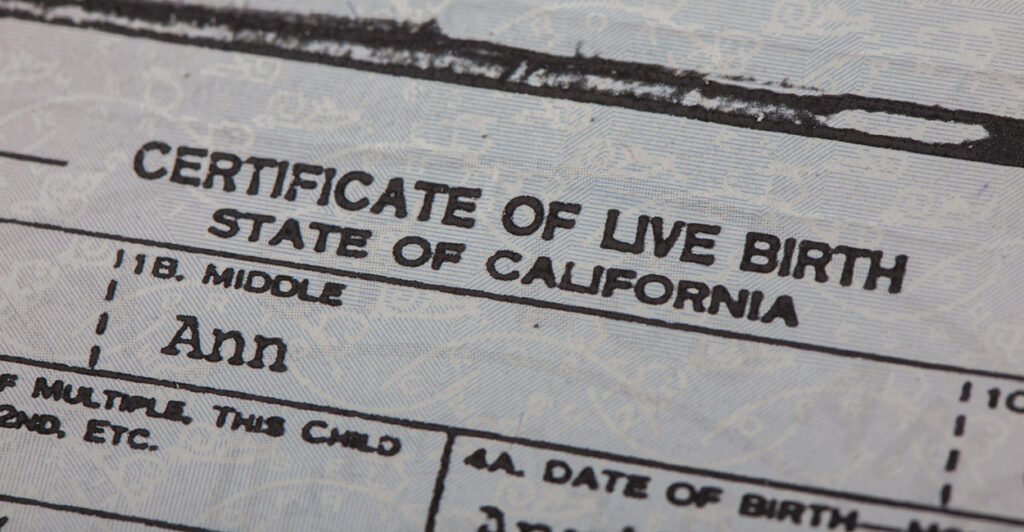 CERTIFICATE OF LIVE BIRTH
STATE OF CALIFORNIA
1B. MIDDLE
Ann
1C
F MULTIPLE, THIS CHILD
2ND, ETC.
4A. DATE OF BIRTH—M